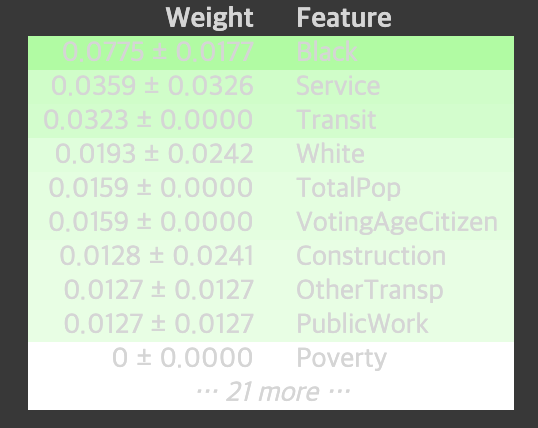 Weight Feature
0.0775 ± 0.0177 Black
0.0359 ± 0.0326 Service
0.0323 ± 0.0000 Transit
0.0193 ± 0.0242 White
0.0159 ± 0.0000 TotalPop
0.0159 ± 0.0000 VotingAgeCitizen
0.0128 ± 0.0241 Construction
0.0127 ± 0.0127 OtherTransp
0.0127 ± 0.0127 PublicWork
0 ± 0.0000 Poverty
… 21 more …